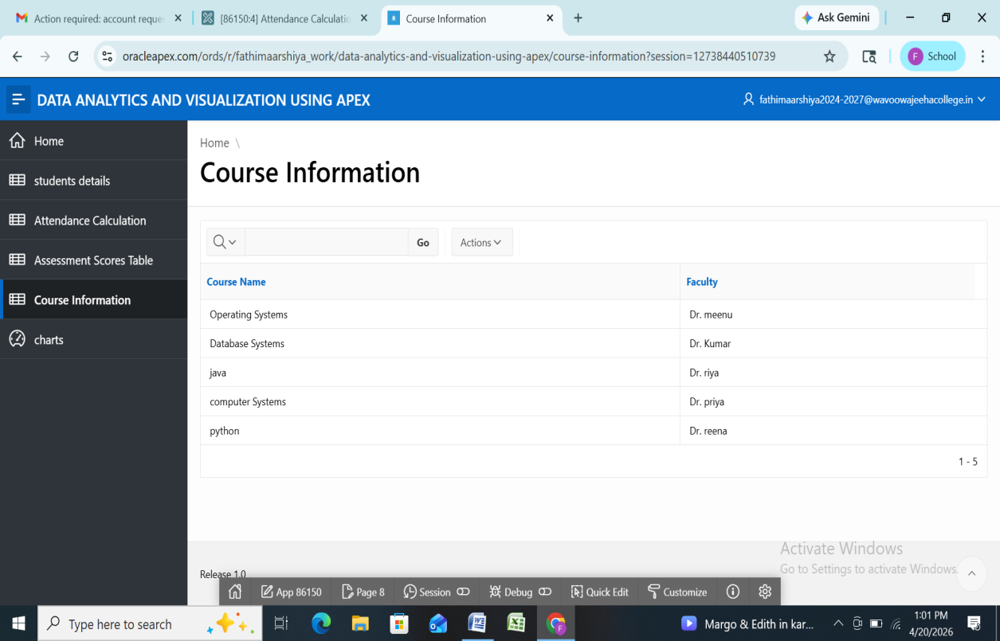 Action required: account reque
[86150:4] Attendance Calculatio
Course Information
Ask Gemini
oracleapex.com/ords/r/fathimaarshiya_work/data-analytics-and-visualization-using-apex/course-information?session=12738440510739
F School
DATA ANALYTICS AND VISUALIZATION USING APEX
fathimaarshiya2024-2027@wavoowajeehacollege.in
Home
students details
Attendance Calculation
Assessment Scores Table
Course Information
charts
Home \
Course Information
Go
Actions
Course Name Faculty
Operating Systems Dr. meenu
Database Systems Dr. Kumar
java Dr. riya
computer Systems Dr. priya
python Dr. reena
1 - 5
Activate Windows
Go to Settings to activate Windows.
Release 1.0
App 86150 Page 8 Session Debug Quick Edit Customize
Type here to search
Margo & Edith in kar...
1:01 PM
4/20/2026